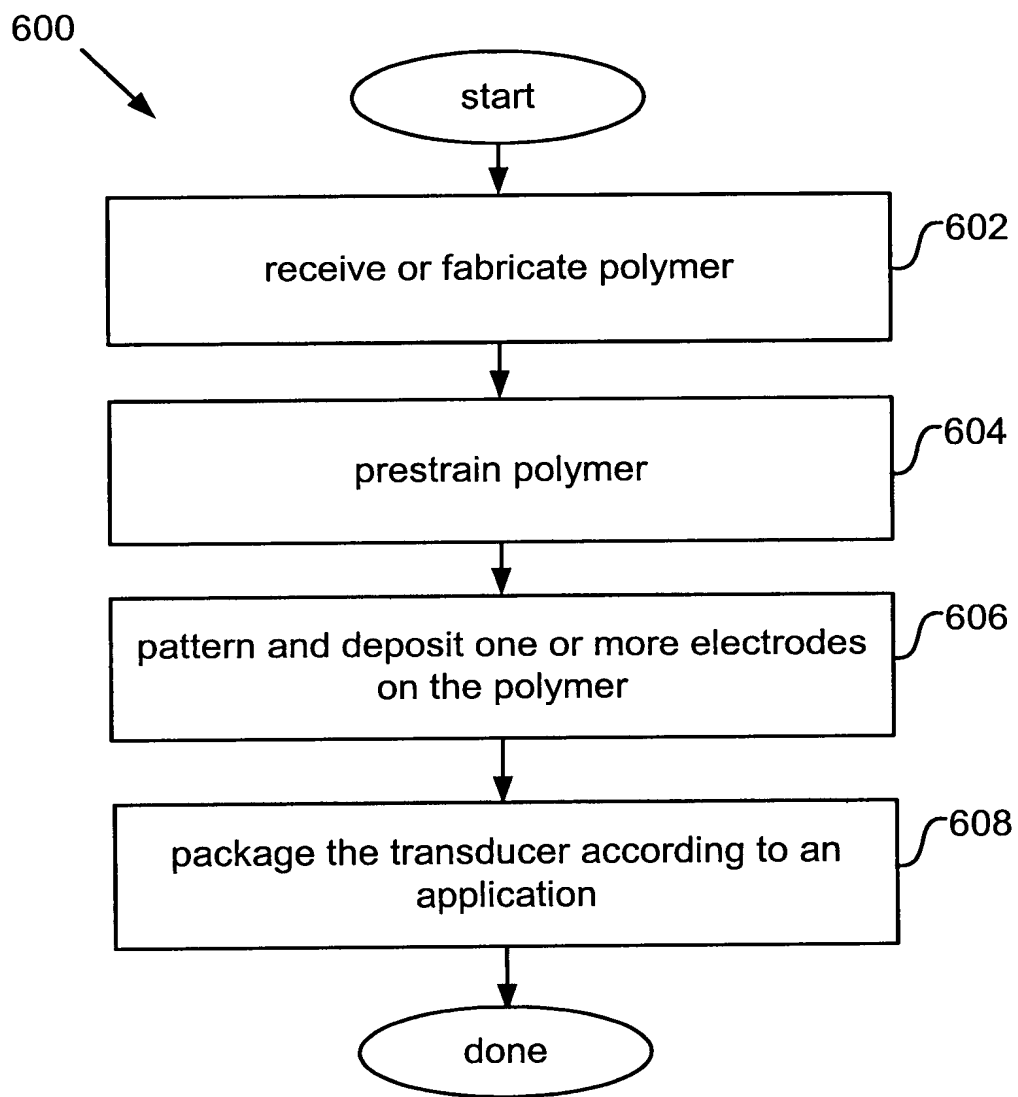 600
start
receive or fabricate polymer
602
prestrain polymer
604
pattern and deposit one or more electrodes
on the polymer
606
package the transducer according to an
application
608
done